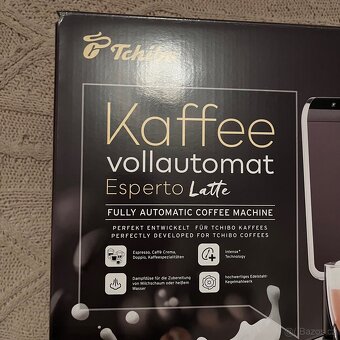 Tchibo
Kaffee
vollautomat
Esperto Latte
FULLY AUTOMATIC COFFEE MACHINE
PERFEKT ENTWICKELT FÜR TCHIBO KAFFEES
PERFECTLY DEVELOPED FOR TCHIBO COFFEES
Espresso, Caffè Crema,
Doppio, Kaffeespezialitäten
Intense+
Technology
Dampfdüse für die Zubereitung
von Milchschaum oder heißem
Wasser
hochwertiges Edelstahl-
Kegelmahlwerk